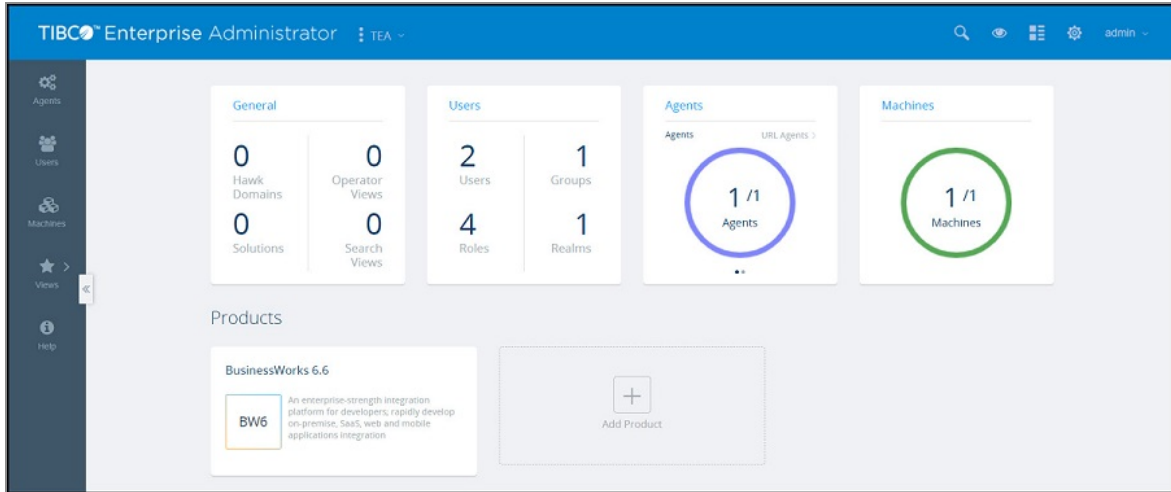 TIBCO™ Enterprise Administrator
TEA
admin
Agents
Users
Machines
Views
Help
General
0
Hawk
Domains
0
Operator
Views
0
Solutions
0
Search
Views
Users
2
Users
1
Groups
4
Roles
1
Realms
Agents
Agents
URL Agents >
1 /1
Agents
Machines
1 /1
Machines
Products
BusinessWorks 6.6
BW6
An enterprise-strength integration
platform for developers; rapidly develop
on-premise, SaaS, web and mobile
applications integration
Add Product